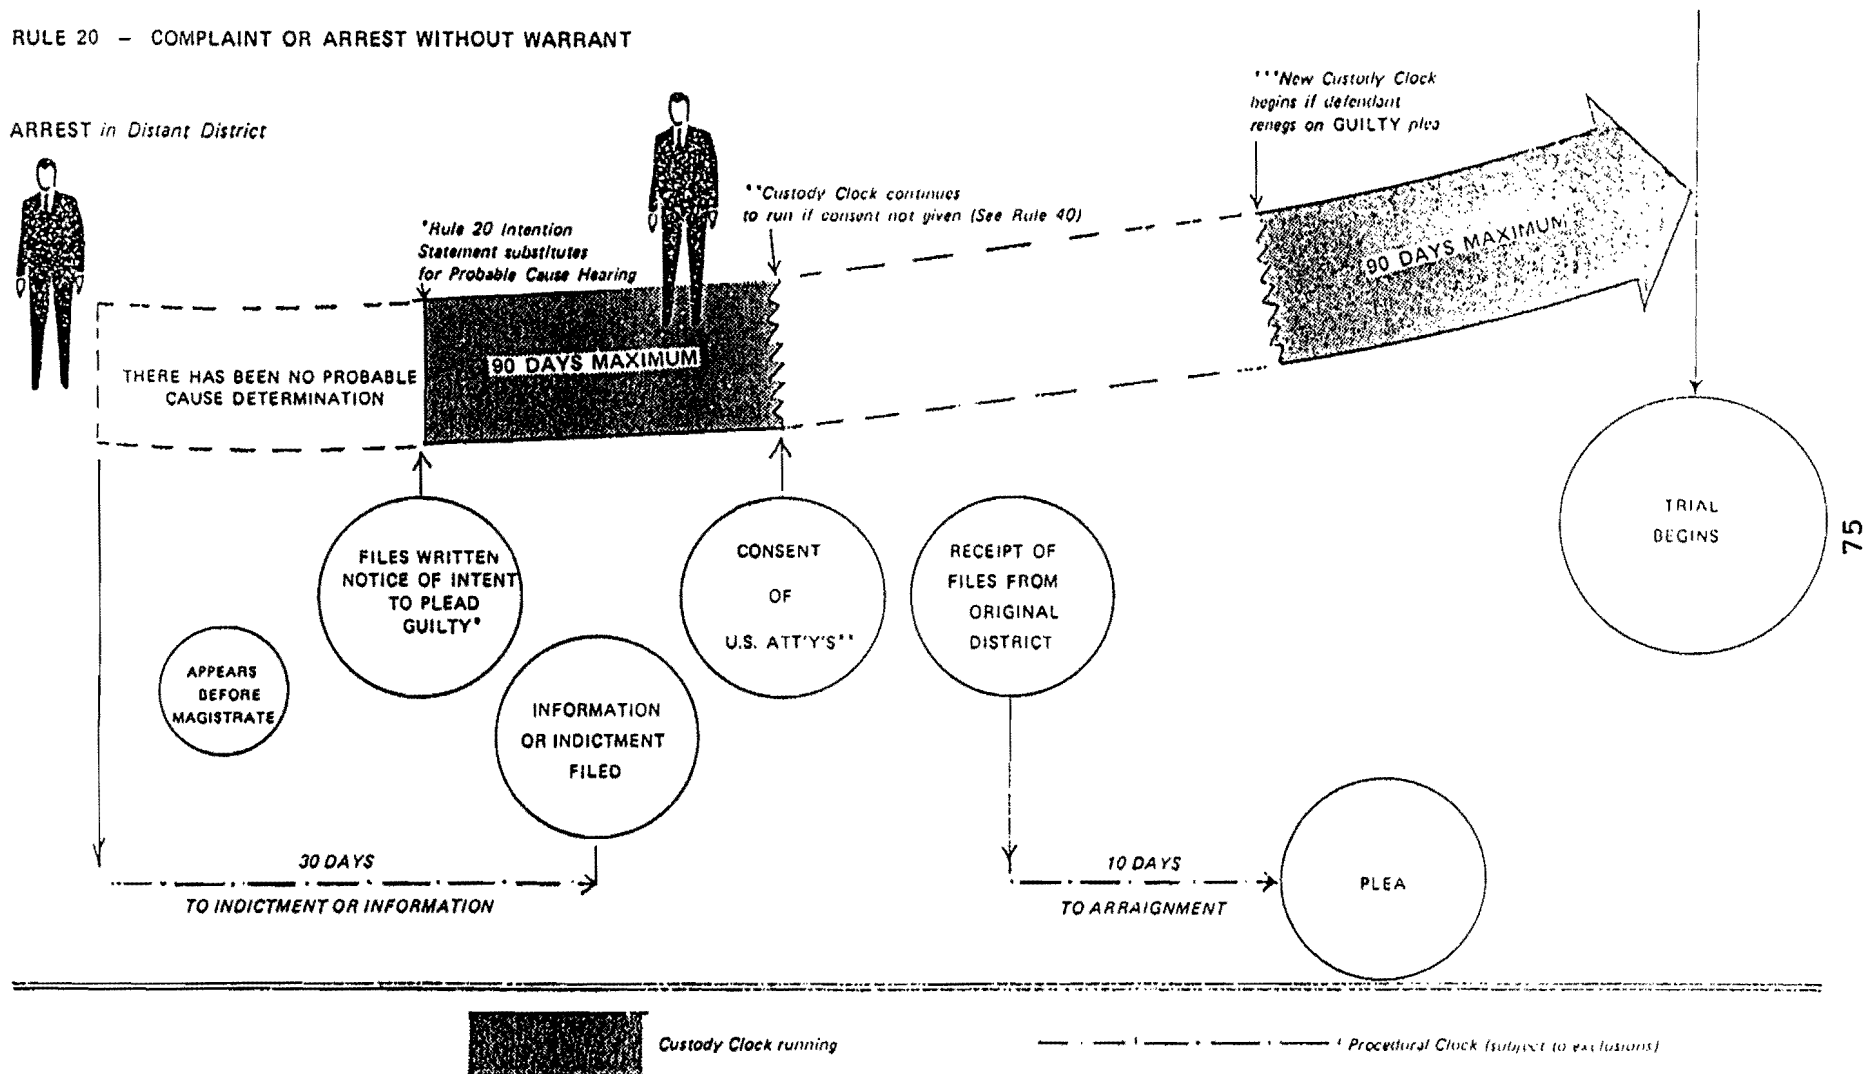 RULE 20 – COMPLAINT OR ARREST WITHOUT WARRANT
ARREST in Distant District
*Rule 20 Intention
Statement substitutes
for Probable Cause Hearing
**Custody Clock continues
to run if consent not given (See Rule 40)
***New Custody Clock
begins if defendant
renegs on GUILTY plea
THERE HAS BEEN NO PROBABLE
CAUSE DETERMINATION
90 DAYS MAXIMUM
90 DAYS MAXIMUM
APPEARS
BEFORE
MAGISTRATE
FILES WRITTEN
NOTICE OF INTENT
TO PLEAD
GUILTY*
INFORMATION
OR INDICTMENT
FILED
CONSENT
OF
U.S. ATT'Y'S**
RECEIPT OF
FILES FROM
ORIGINAL
DISTRICT
TRIAL
BEGINS
75
30 DAYS
TO INDICTMENT OR INFORMATION
10 DAYS
TO ARRAIGNMENT
PLEA
Custody Clock running
Procedural Clock (subject to exclusions)